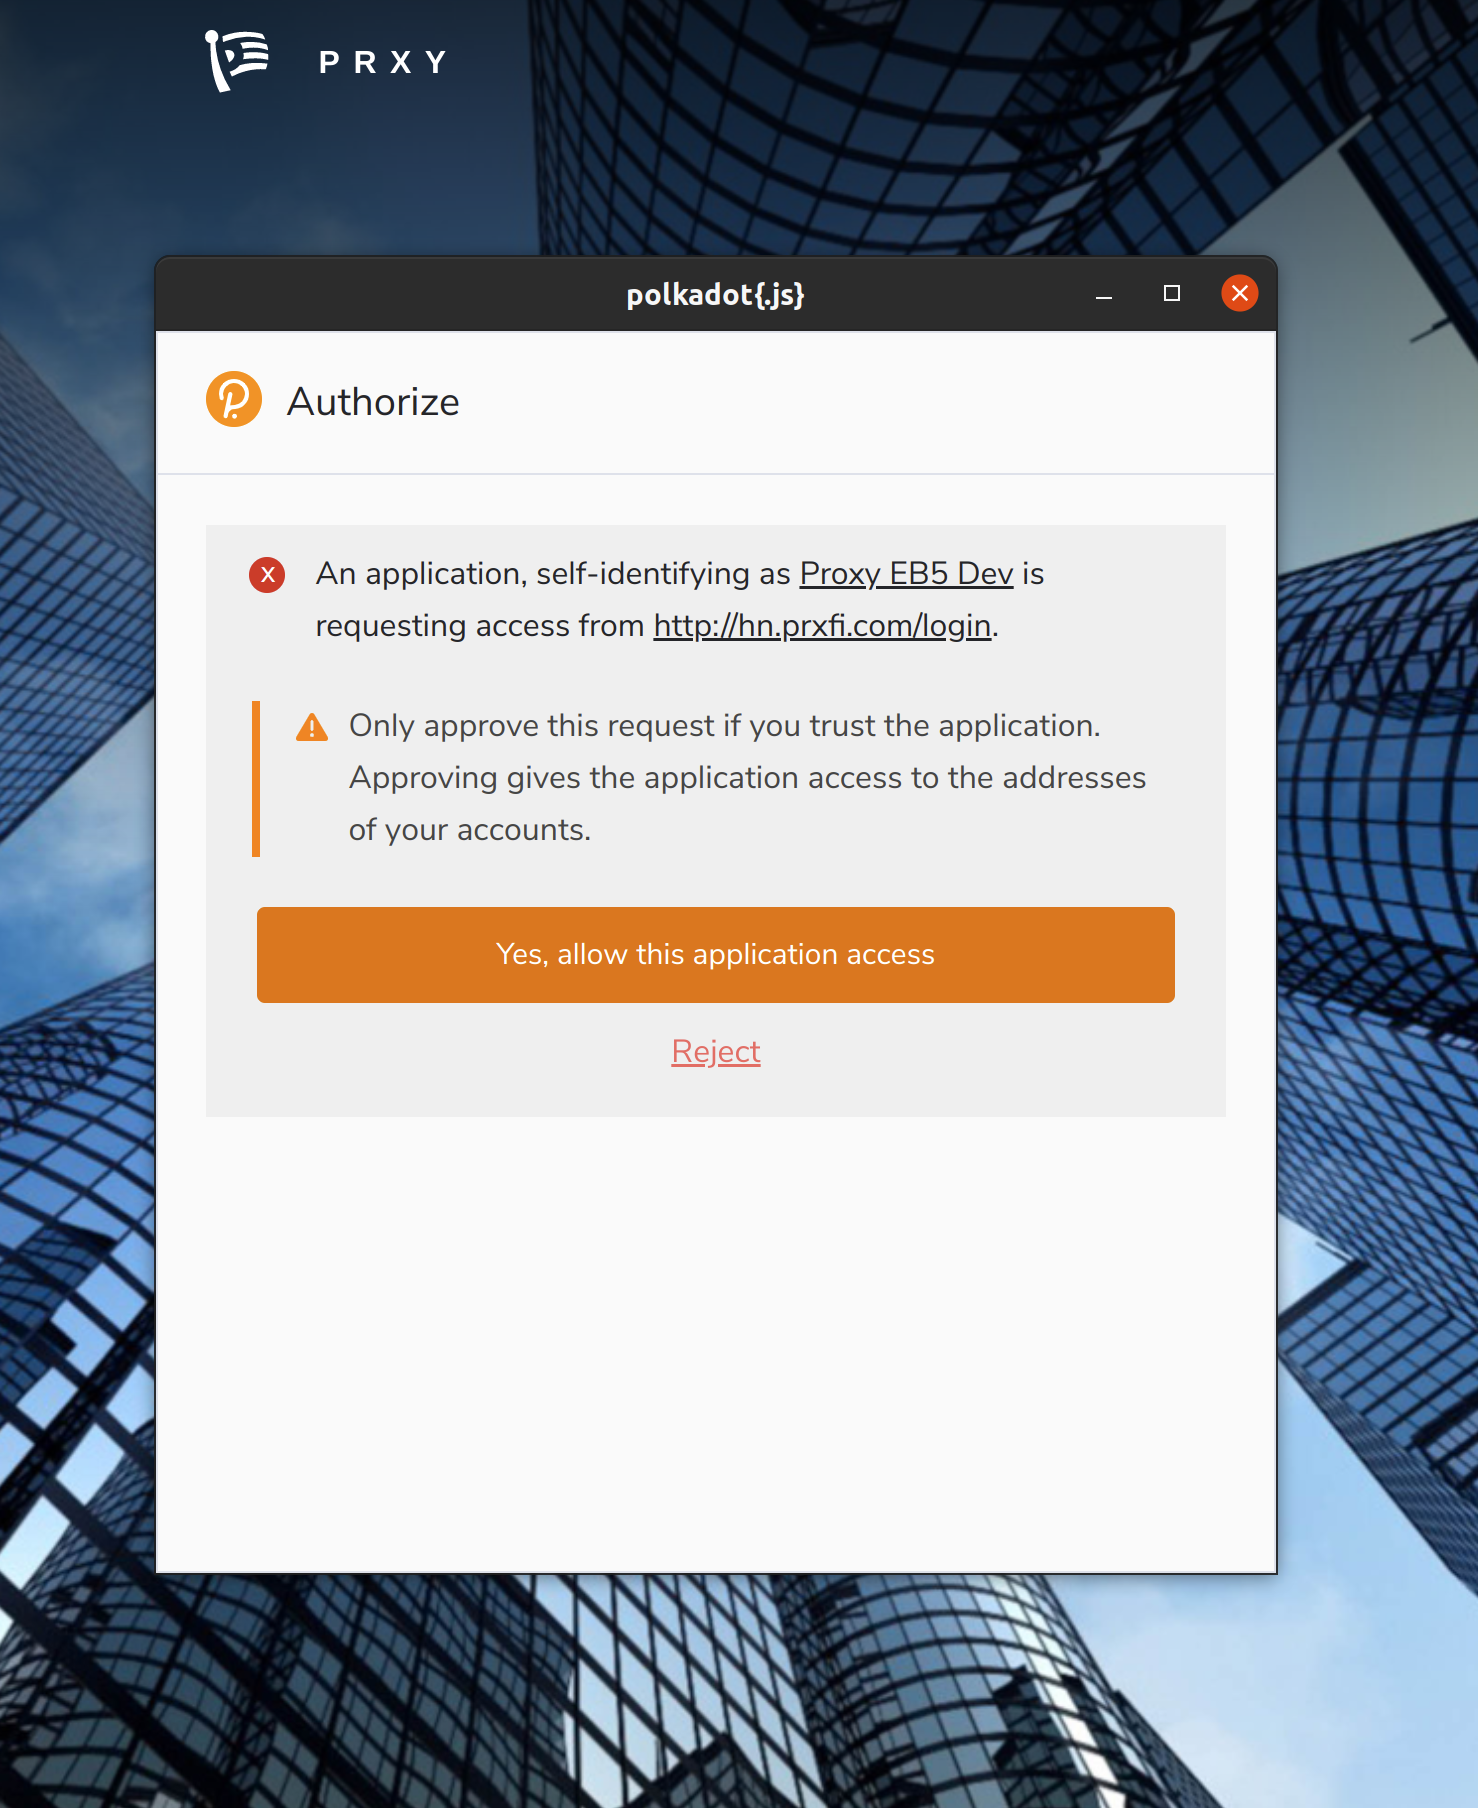 PRXY
polkadot{.js}
Authorize
X
An application, self-identifying as Proxy EB5 Dev is
requesting access from http://hn.prxfi.com/login.
Only approve this request if you trust the application.
Approving gives the application access to the addresses
of your accounts.
Yes, allow this application access
Reject